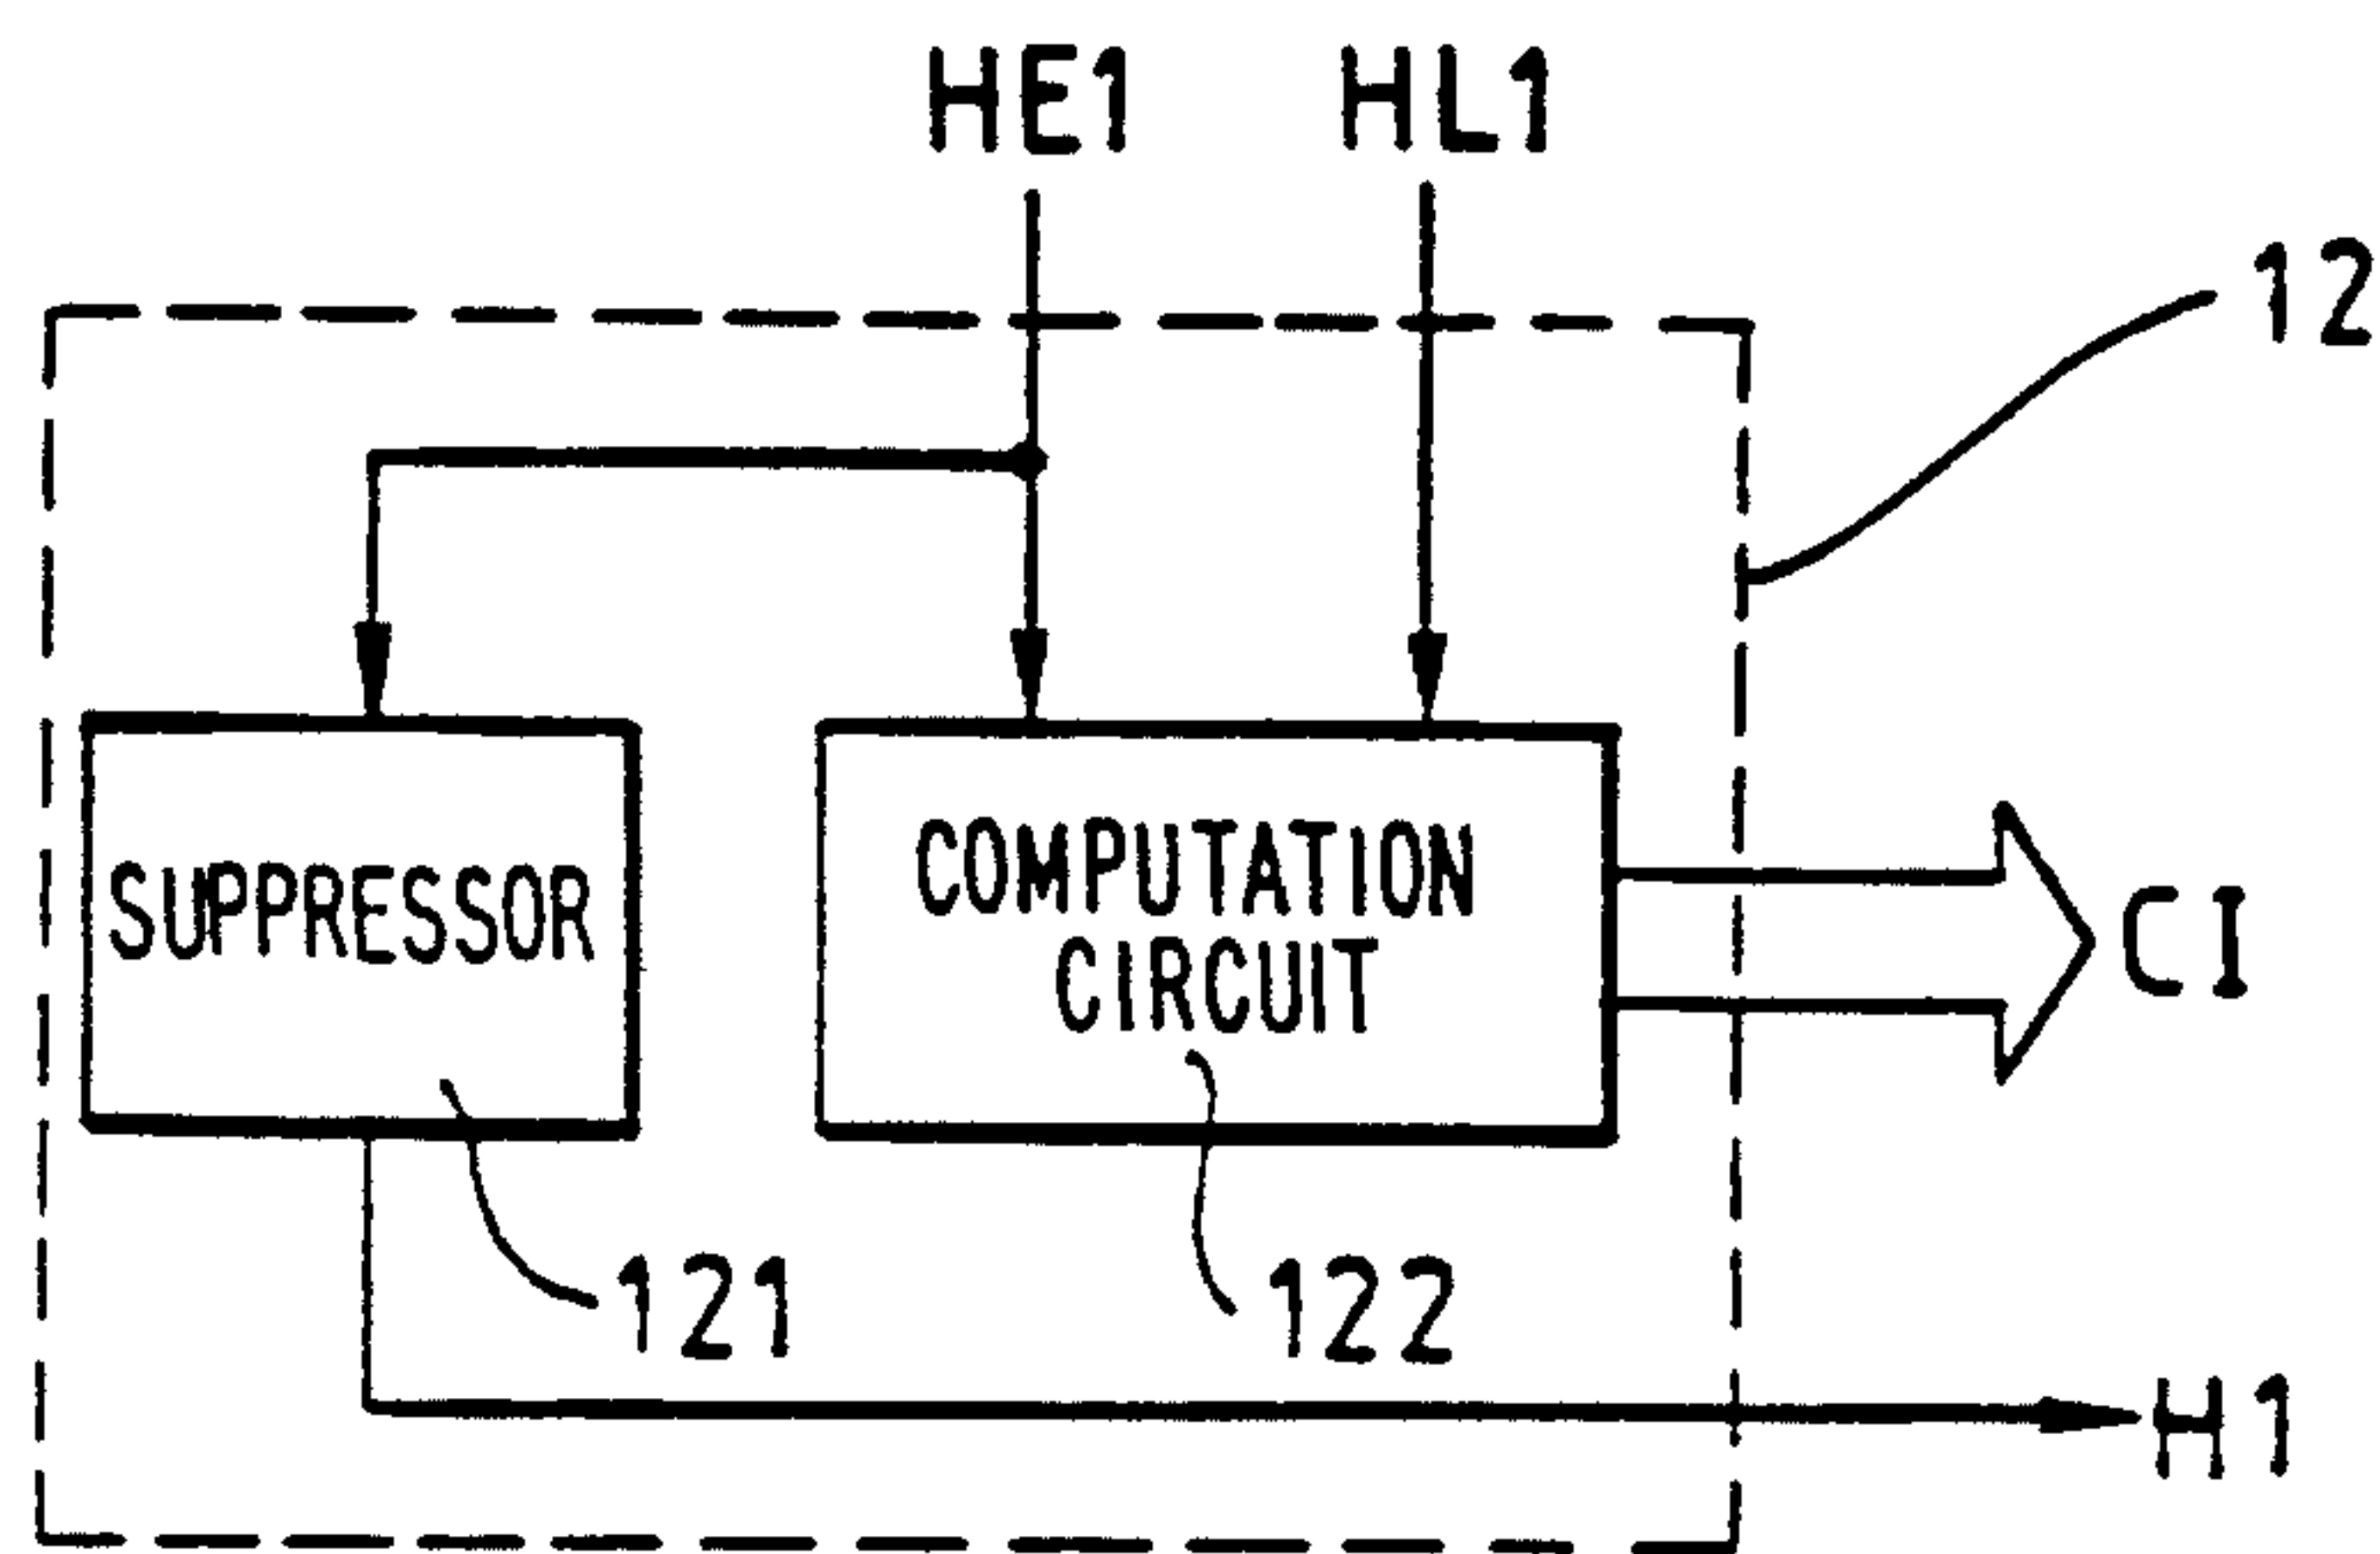 HE1 HL1
12
SUPPRESSOR
COMPUTATION
CIRCUIT
CI
121
122
H1